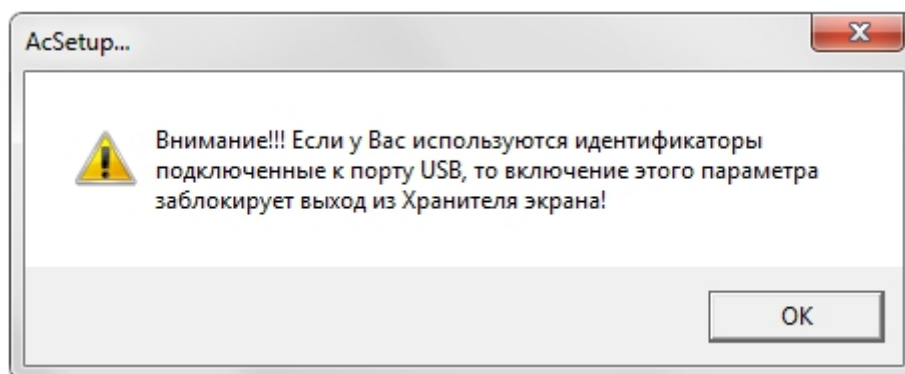 AcSetup...
Внимание!!! Если у Вас используются идентификаторы
подключенные к порту USB, то включение этого параметра
заблокирует выход из Хранителя экрана!
OK